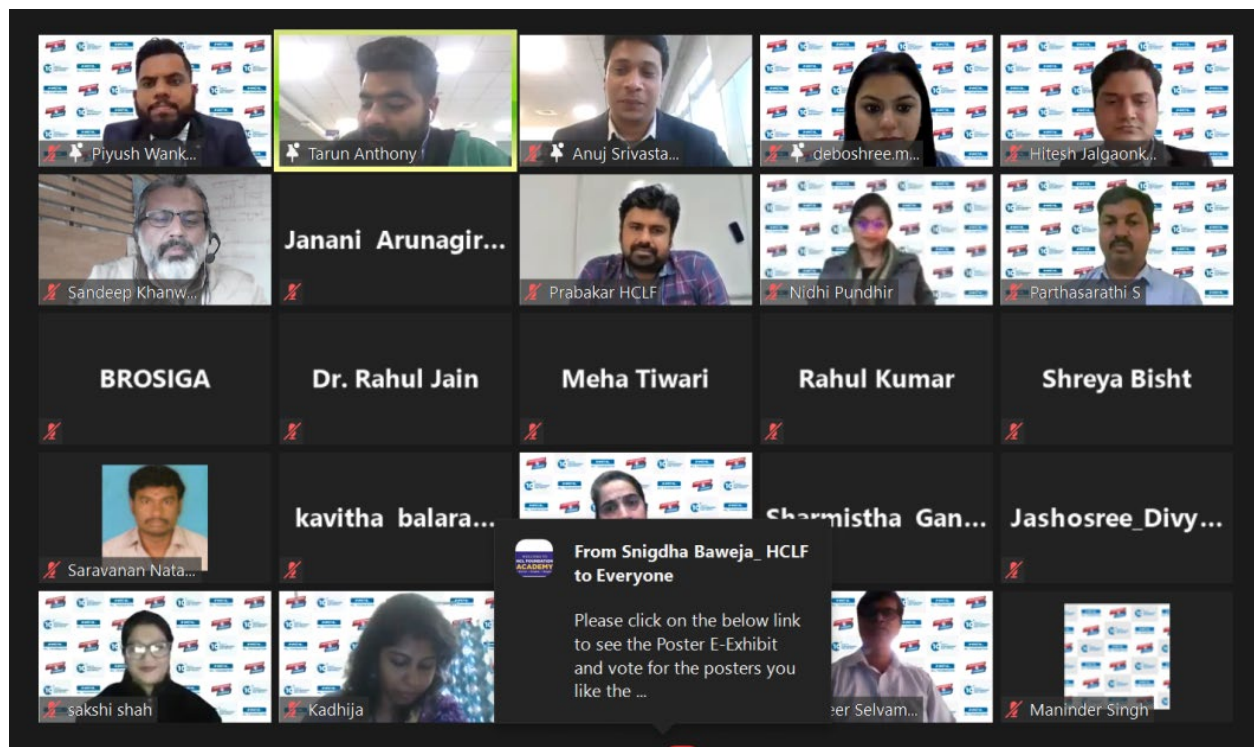 Piyush Wank...
Tarun Anthony
Anuj Srivasta...
deboshree.m...
Hitesh Jalgaonk...
Sandeep Khanw...
Janani Arunagir...
Prabakar HCLF
Nidhi Pundhir
Parthasarathi S
BROSIGA
Dr. Rahul Jain
Meha Tiwari
Rahul Kumar
Shreya Bisht
Saravanan Nata...
kavitha balara...
Sharmistha Gan...
Jashosree_Divy...
From Snigdha Baweja_ HCLF
to Everyone
Please click on the below link
to see the Poster E-Exhibit
and vote for the posters you
like the ...
sakshi shah
Kadhija
eer Selvam...
Maninder Singh